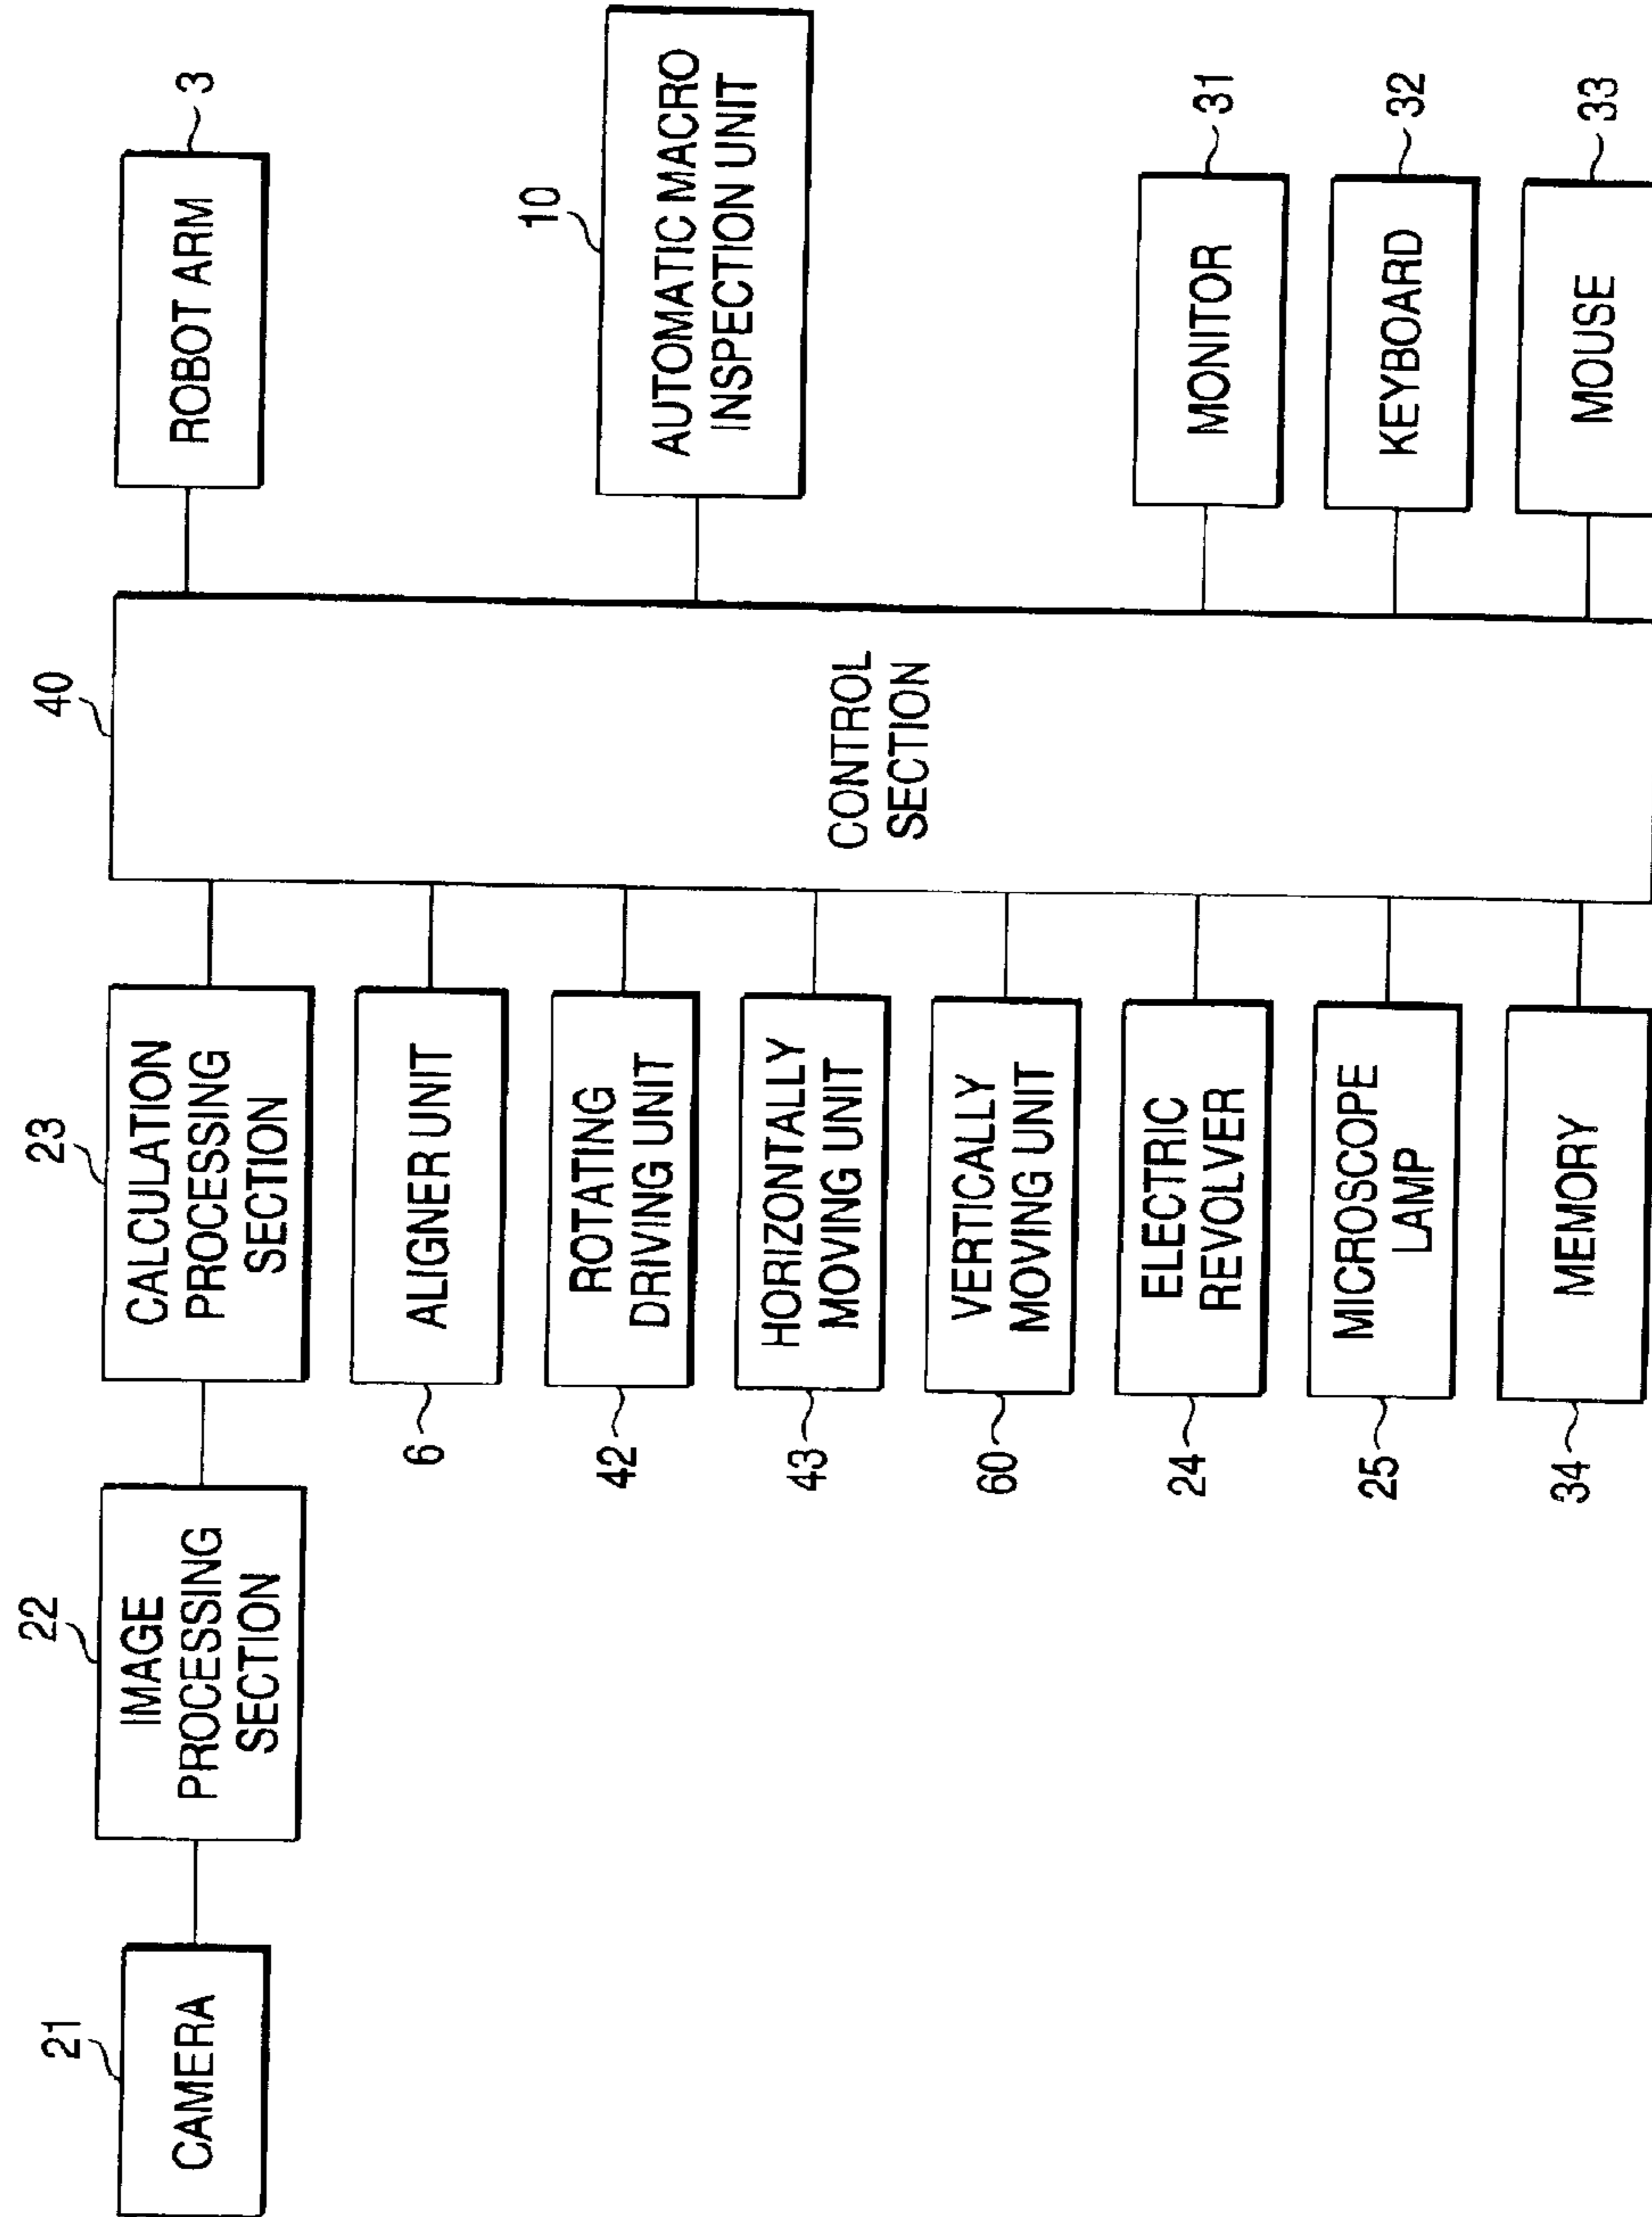 21
CAMERA
22
IMAGE
PROCESSING
SECTION
23
CALCULATION
PROCESSING
SECTION
6
ALIGNER UNIT
42
ROTATING
DRIVING UNIT
43
HORIZONTALLY
MOVING UNIT
60
VERTICALLY
MOVING UNIT
24
ELECTRIC
REVOLVER
25
MICROSCOPE
LAMP
34
MEMORY
40
CONTROL
SECTION
3
ROBOT ARM
10
AUTOMATIC MACRO
INSPECTION UNIT
31
MONITOR
32
KEYBOARD
33
MOUSE